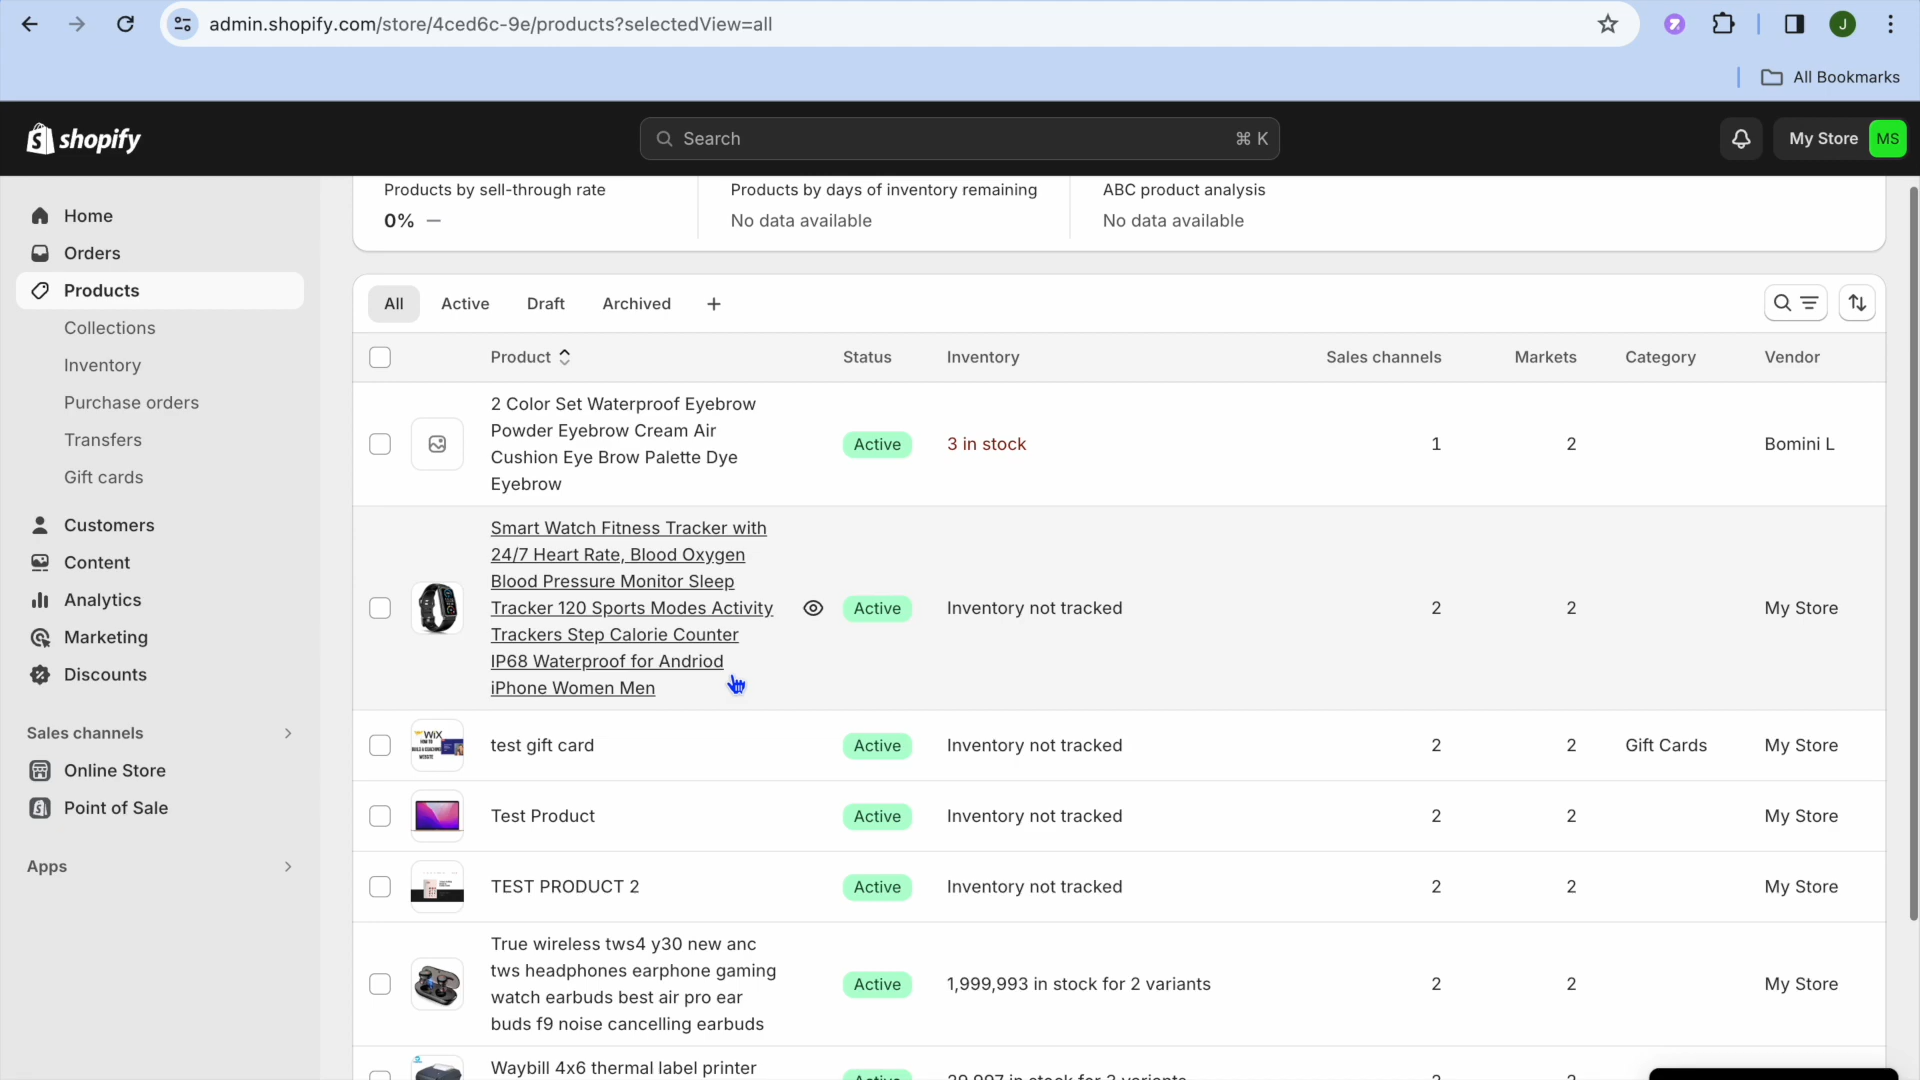 admin.shopify.com/store/4ced6c-9e/products?selectedView=all
J
All Bookmarks
shopify
Search
⌘ K
My Store
MS
Home
Orders
Products
Collections
Inventory
Purchase orders
Transfers
Gift cards
Customers
Content
Analytics
Marketing
Discounts
Sales channels
Online Store
Point of Sale
Apps
Products by sell-through rate
0% —
Products by days of inventory remaining
No data available
ABC product analysis
No data available
All
Active
Draft
Archived
+
Product
Status
Inventory
Sales channels
Markets
Category
Vendor
2 Color Set Waterproof Eyebrow
Powder Eyebrow Cream Air
Cushion Eye Brow Palette Dye
Eyebrow
Active
3 in stock
1
2
Bomini L
Smart Watch Fitness Tracker with
24/7 Heart Rate, Blood Oxygen
Blood Pressure Monitor Sleep
Tracker 120 Sports Modes Activity
Trackers Step Calorie Counter
IP68 Waterproof for Andriod
iPhone Women Men
Active
Inventory not tracked
2
2
My Store
WiX
test gift card
Active
Inventory not tracked
2
2
Gift Cards
My Store
Test Product
Active
Inventory not tracked
2
2
My Store
TEST PRODUCT 2
Active
Inventory not tracked
2
2
My Store
True wireless tws4 y30 new anc
tws headphones earphone gaming
watch earbuds best air pro ear
buds f9 noise cancelling earbuds
Active
1,999,993 in stock for 2 variants
2
2
My Store
Waybill 4x6 thermal label printer
Active